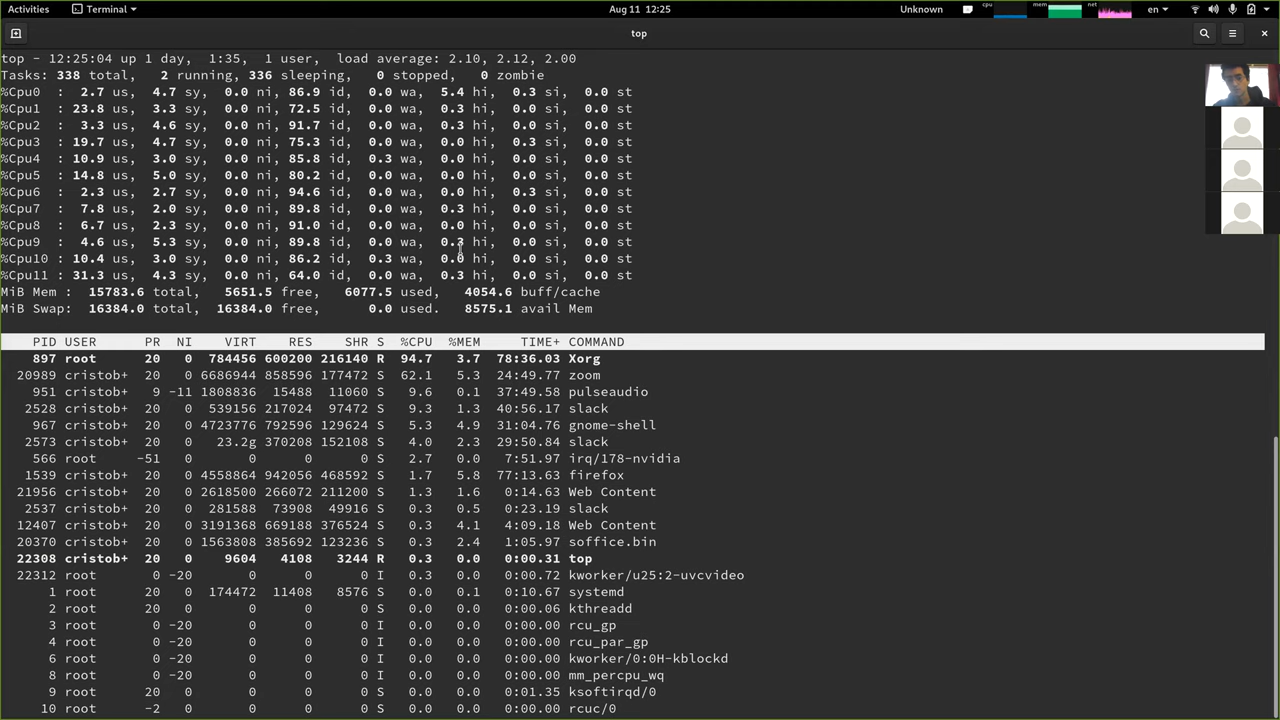 Activities Terminal Aug 11 12:25 Unknown cpu mem net en
top
top - 12:25:04 up 1 day, 1:35, 1 user, load average: 2.10, 2.12, 2.00
Tasks: 338 total, 2 running, 336 sleeping, 0 stopped, 0 zombie
%Cpu0 : 2.7 us, 4.7 sy, 0.0 ni, 86.9 id, 0.0 wa, 5.4 hi, 0.3 si, 0.0 st
%Cpu1 : 23.8 us, 3.3 sy, 0.0 ni, 72.5 id, 0.0 wa, 0.3 hi, 0.0 si, 0.0 st
%Cpu2 : 3.3 us, 4.6 sy, 0.0 ni, 91.7 id, 0.0 wa, 0.3 hi, 0.0 si, 0.0 st
%Cpu3 : 19.7 us, 4.7 sy, 0.0 ni, 75.3 id, 0.0 wa, 0.0 hi, 0.3 si, 0.0 st
%Cpu4 : 10.9 us, 3.0 sy, 0.0 ni, 85.8 id, 0.3 wa, 0.0 hi, 0.0 si, 0.0 st
%Cpu5 : 14.8 us, 5.0 sy, 0.0 ni, 80.2 id, 0.0 wa, 0.0 hi, 0.0 si, 0.0 st
%Cpu6 : 2.3 us, 2.7 sy, 0.0 ni, 94.6 id, 0.0 wa, 0.0 hi, 0.3 si, 0.0 st
%Cpu7 : 7.8 us, 2.0 sy, 0.0 ni, 89.8 id, 0.0 wa, 0.3 hi, 0.0 si, 0.0 st
%Cpu8 : 6.7 us, 2.3 sy, 0.0 ni, 91.0 id, 0.0 wa, 0.0 hi, 0.0 si, 0.0 st
%Cpu9 : 4.6 us, 5.3 sy, 0.0 ni, 89.8 id, 0.0 wa, 0.3 hi, 0.0 si, 0.0 st
%Cpu10 : 10.4 us, 3.0 sy, 0.0 ni, 86.2 id, 0.3 wa, 0.0 hi, 0.0 si, 0.0 st
%Cpu11 : 31.3 us, 4.3 sy, 0.0 ni, 64.0 id, 0.0 wa, 0.3 hi, 0.0 si, 0.0 st
MiB Mem : 15783.6 total, 5651.5 free, 6077.5 used, 4054.6 buff/cache
MiB Swap: 16384.0 total, 16384.0 free, 0.0 used. 8575.1 avail Mem
PID USER PR NI VIRT RES SHR S %CPU %MEM TIME+ COMMAND
897 root 20 0 784456 600200 216140 R 94.7 3.7 78:36.03 Xorg
20989 cristob+ 20 0 6686944 858596 177472 S 62.1 5.3 24:49.77 zoom
951 cristob+ 9 -11 1808836 15488 11060 S 9.6 0.1 37:49.58 pulseaudio
2528 cristob+ 20 0 539156 217024 97472 S 9.3 1.3 40:56.17 slack
967 cristob+ 20 0 4723736 792596 129624 S 5.3 4.9 31:04.76 gnome-shell
2573 cristob+ 20 0 23.2g 370208 152108 S 4.0 2.3 29:50.84 slack
566 root -51 0 0 0 0 S 2.7 0.0 7:51.97 irq/178-nvidia
1539 cristob+ 20 0 4558864 942056 468592 S 1.7 5.8 77:13.63 firefox
21956 cristob+ 20 0 2618500 266072 211200 S 1.3 1.6 0:14.63 Web Content
2537 cristob+ 20 0 281588 73908 49916 S 0.3 0.5 0:23.19 slack
12407 cristob+ 20 0 3191368 669188 376524 S 0.3 4.1 4:09.18 Web Content
20370 cristob+ 20 0 1563808 385692 123236 S 0.3 2.4 1:05.97 soffice.bin
22308 cristob+ 20 0 9604 4108 3244 R 0.3 0.0 0:00.31 top
22312 root 0 -20 0 0 0 I 0.3 0.0 0:00.72 kworker/u25:2-uvcvideo
1 root 20 0 174472 11408 8576 S 0.0 0.1 0:10.67 systemd
2 root 20 0 0 0 0 S 0.0 0.0 0:00.06 kthreadd
3 root 0 -20 0 0 0 I 0.0 0.0 0:00.00 rcu_gp
4 root 0 -20 0 0 0 I 0.0 0.0 0:00.00 rcu_par_gp
6 root 0 -20 0 0 0 I 0.0 0.0 0:00.00 kworker/0:0H-kblockd
8 root 0 -20 0 0 0 I 0.0 0.0 0:00.00 mm_percpu_wq
9 root 20 0 0 0 0 S 0.0 0.0 0:01.35 ksoftirqd/0
10 root -2 0 0 0 0 S 0.0 0.0 0:00.00 rcuc/0